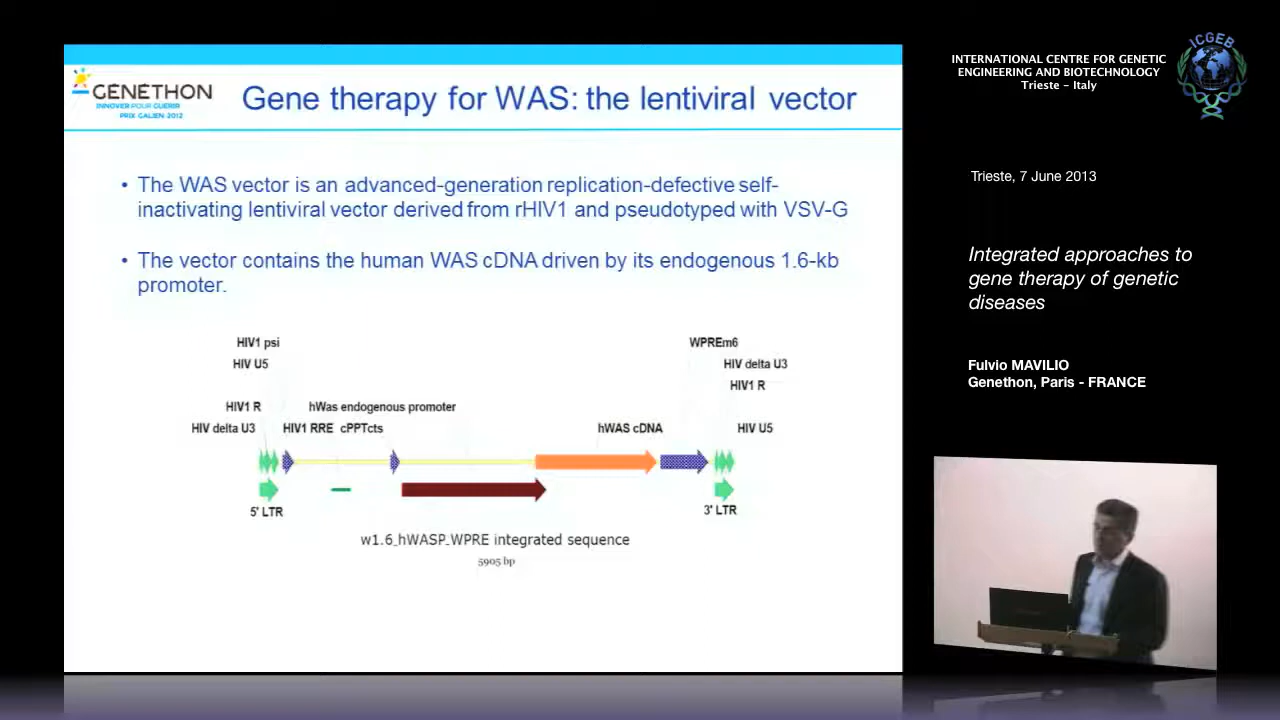 GENETHON
INNOVER POUR GUERIR
PRIX GALIEN 2012
Gene therapy for WAS: the lentiviral vector
• The WAS vector is an advanced-generation replication-defective self-
inactivating lentiviral vector derived from rHIV1 and pseudotyped with VSV-G
• The vector contains the human WAS cDNA driven by its endogenous 1.6-kb
promoter.
HIV1 psi
WPREm6
HIV U5
HIV delta U3
HIV1 R
HIV1 R
hWas endogenous promoter
HIV delta U3
HIV1 RRE
cPPTcts
hWAS cDNA
HIV U5
5' LTR
3' LTR
w1.6_hWASP_WPRE integrated sequence
5905 bp
INTERNATIONAL CENTRE FOR GENETIC
ENGINEERING AND BIOTECHNOLOGY
Trieste - Italy
ICGEB
Trieste, 7 June 2013
Integrated approaches to
gene therapy of genetic
diseases
Fulvio MAVILIO
Genethon, Paris - FRANCE